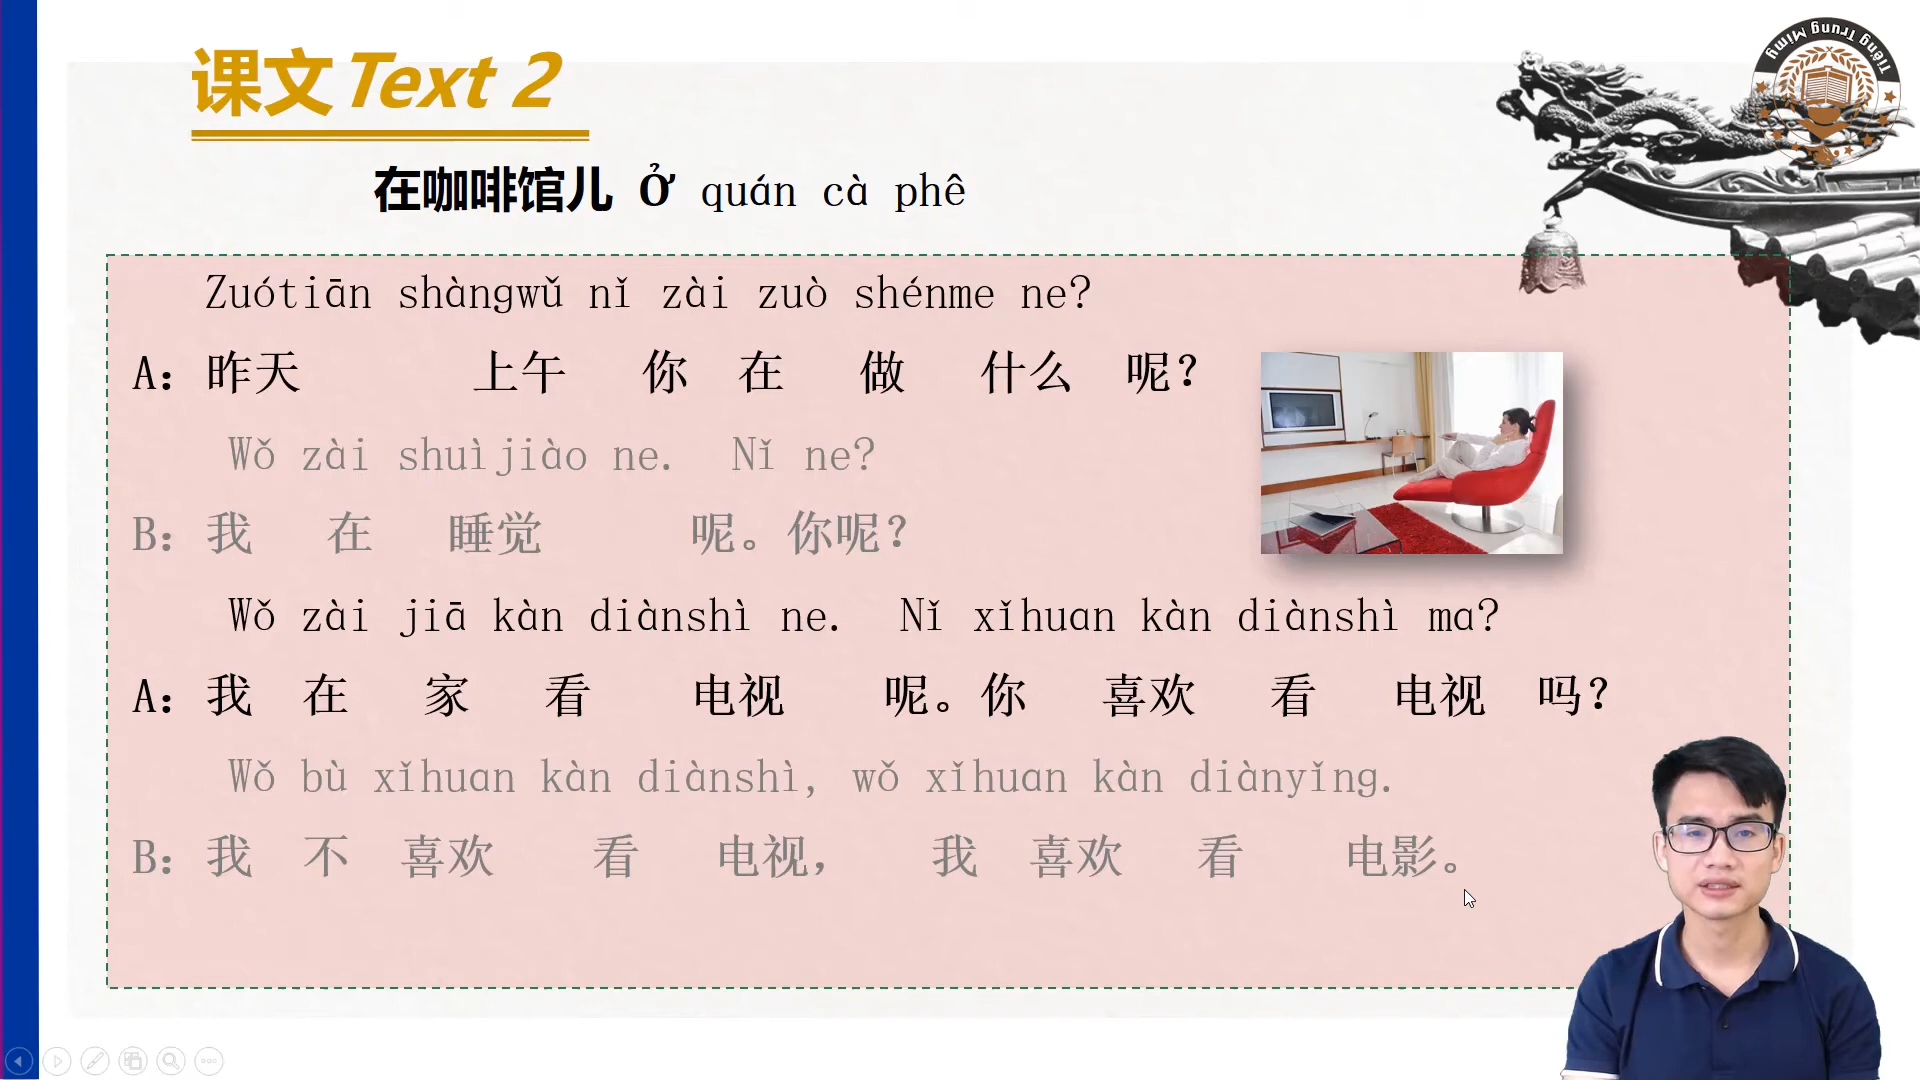 Tiếng Trung Mimy
课文Text 2
在咖啡馆儿 Ở quán cà phê
Zuótiān shàngwǔ nǐ zài zuò shénme ne?
A: 昨天 上午 你 在 做 什么 呢?
Wǒ zài shuìjiào ne. Nǐ ne?
B: 我 在 睡觉 呢。你呢?
Wǒ zài jiā kàn diànshì ne. Nǐ xǐhuan kàn diànshì ma?
A: 我 在 家 看 电视 呢。你 喜欢 看 电视 吗?
Wǒ bù xǐhuan kàn diànshì, wǒ xǐhuan kàn diànyǐng.
B: 我 不 喜欢 看 电视, 我 喜欢 看 电影。